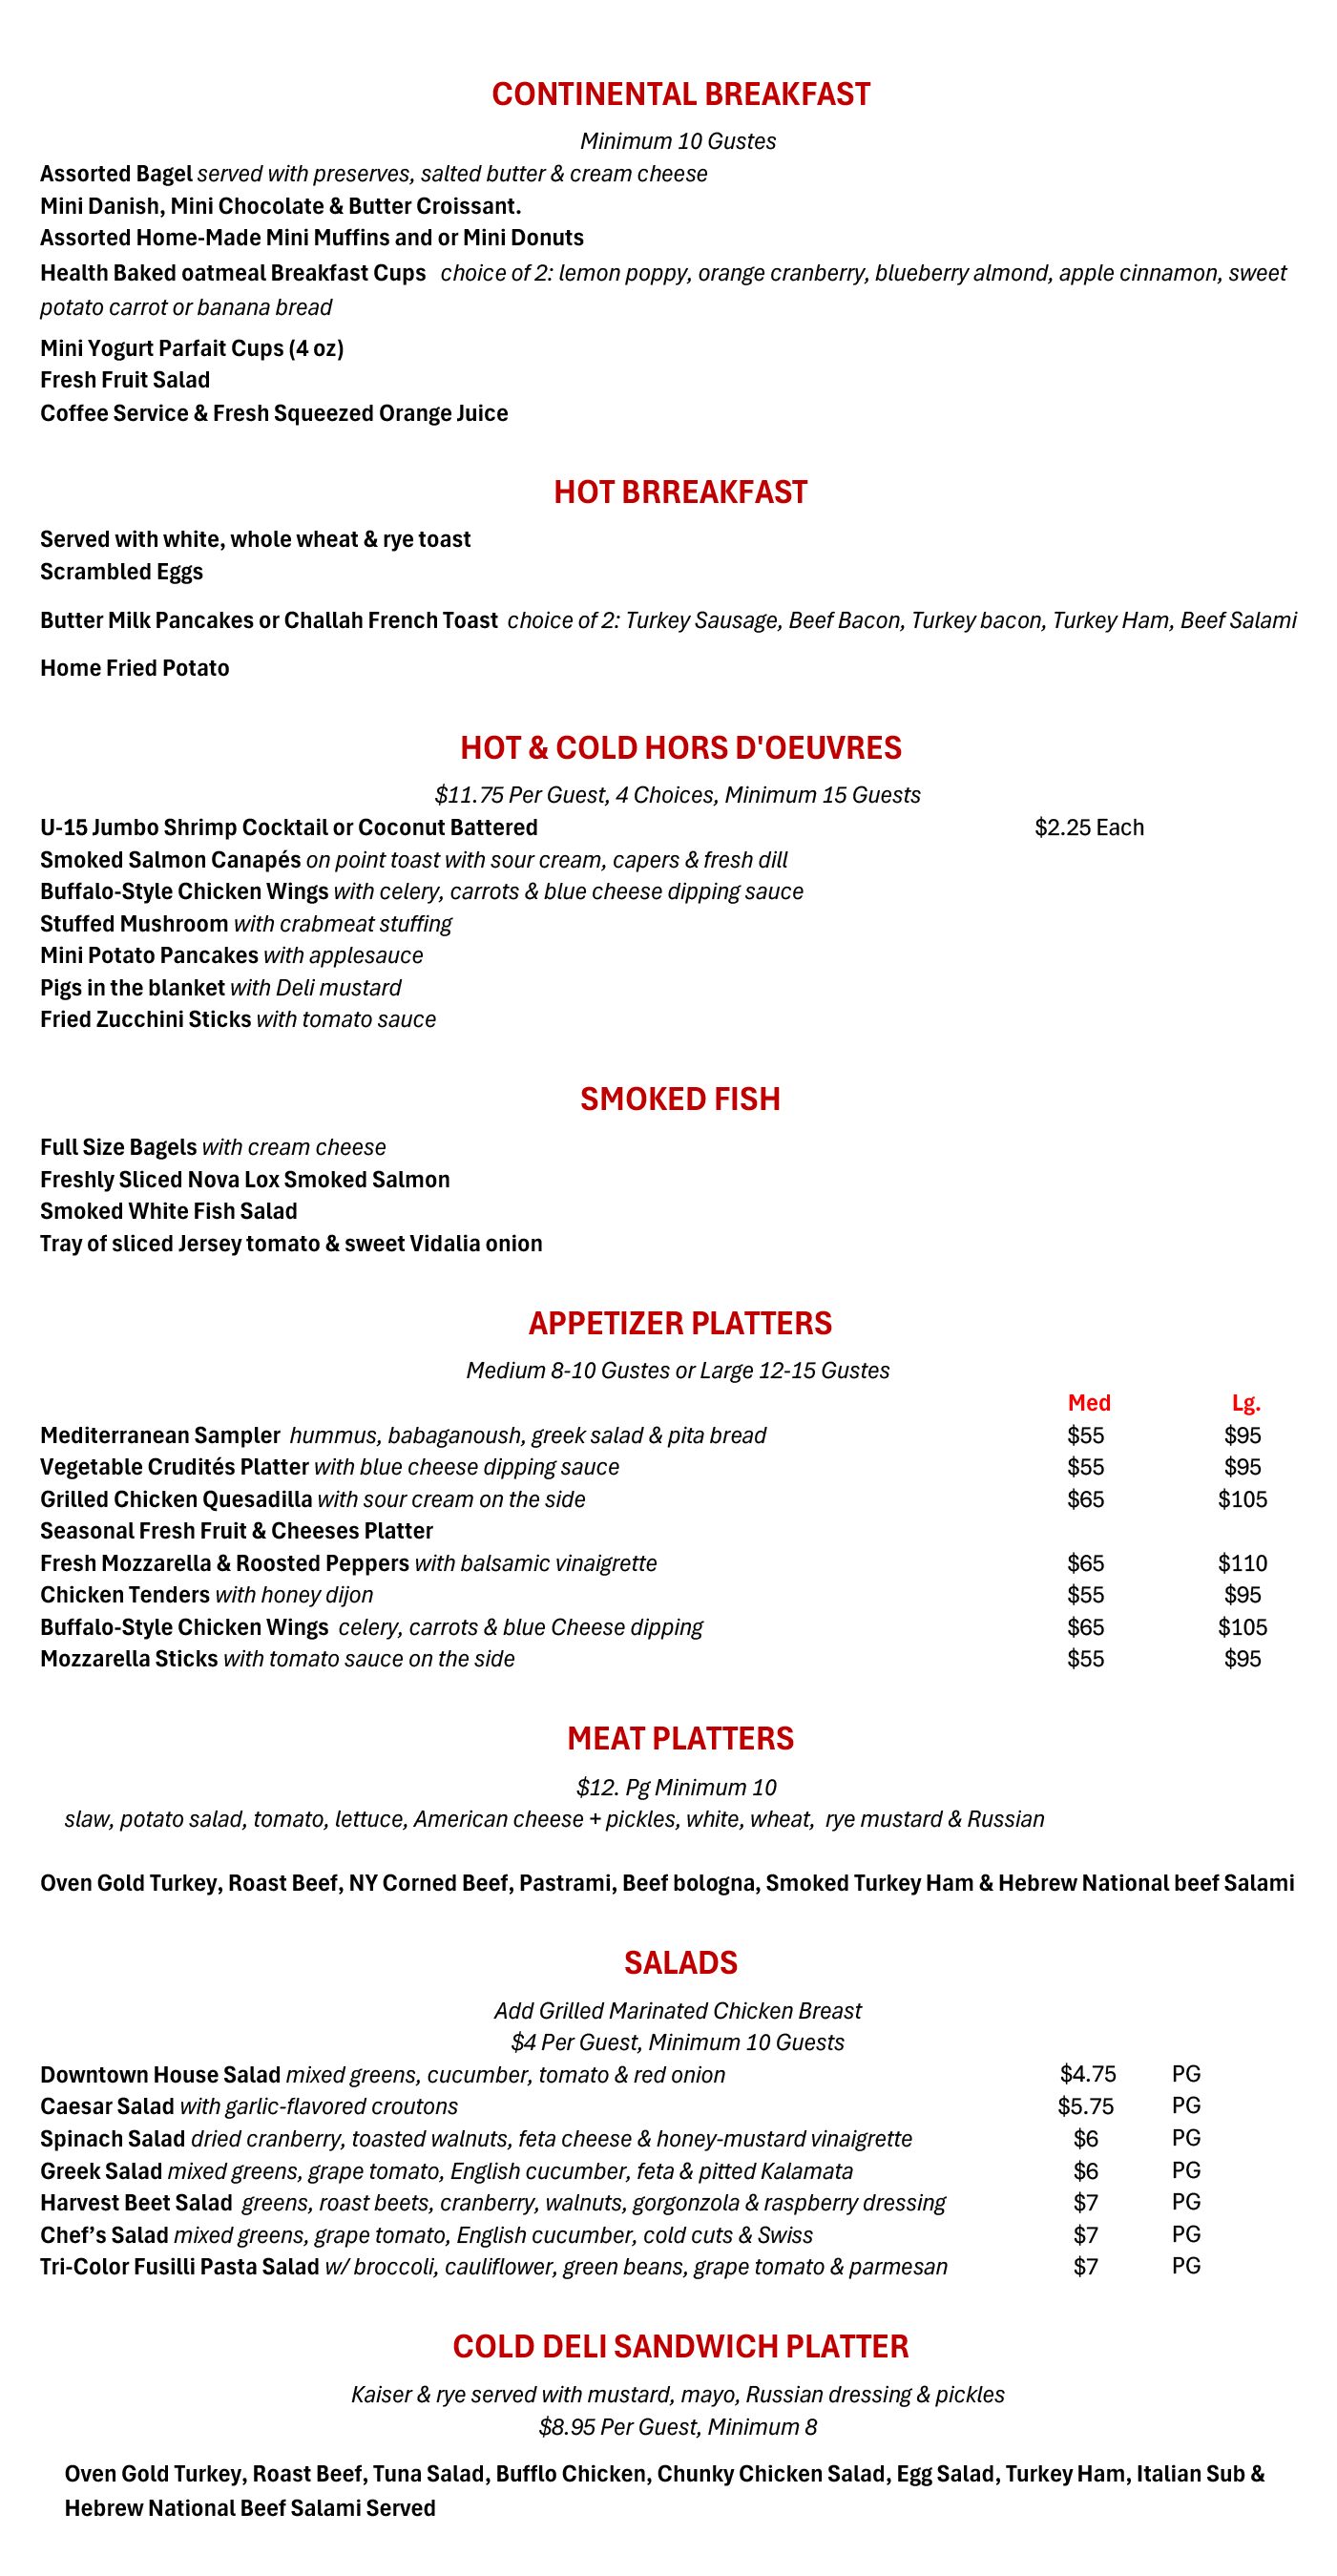 CONTINENTAL BREAKFAST
Minimum 10 Gustes
Assorted Bagel served with preserves, salted butter & cream cheese
Mini Danish, Mini Chocolate & Butter Croissant.
Assorted Home-Made Mini Muffins and or Mini Donuts
Health Baked oatmeal Breakfast Cups choice of 2: lemon poppy, orange cranberry, blueberry almond, apple cinnamon, sweet
potato carrot or banana bread
Mini Yogurt Parfait Cups (4 oz)
Fresh Fruit Salad
Coffee Service & Fresh Squeezed Orange Juice
HOT BRREAKFAST
Served with white, whole wheat & rye toast
Scrambled Eggs
Butter Milk Pancakes or Challah French Toast choice of 2: Turkey Sausage, Beef Bacon, Turkey bacon, Turkey Ham, Beef Salami
Home Fried Potato
HOT & COLD HORS D'OEUVRES
$11.75 Per Guest, 4 Choices, Minimum 15 Guests
U-15 Jumbo Shrimp Cocktail or Coconut Battered $2.25 Each
Smoked Salmon Canapés on point toast with sour cream, capers & fresh dill
Buffalo-Style Chicken Wings with celery, carrots & blue cheese dipping sauce
Stuffed Mushroom with crabmeat stuffing
Mini Potato Pancakes with applesauce
Pigs in the blanket with Deli mustard
Fried Zucchini Sticks with tomato sauce
SMOKED FISH
Full Size Bagels with cream cheese
Freshly Sliced Nova Lox Smoked Salmon
Smoked White Fish Salad
Tray of sliced Jersey tomato & sweet Vidalia onion
APPETIZER PLATTERS
Medium 8-10 Gustes or Large 12-15 Gustes
Med Lg.
Mediterranean Sampler hummus, babaganoush, greek salad & pita bread $55 $95
Vegetable Crudités Platter with blue cheese dipping sauce $55 $95
Grilled Chicken Quesadilla with sour cream on the side $65 $105
Seasonal Fresh Fruit & Cheeses Platter
Fresh Mozzarella & Roosted Peppers with balsamic vinaigrette $65 $110
Chicken Tenders with honey dijon $55 $95
Buffalo-Style Chicken Wings celery, carrots & blue Cheese dipping $65 $105
Mozzarella Sticks with tomato sauce on the side $55 $95
MEAT PLATTERS
$12. Pg Minimum 10
slaw, potato salad, tomato, lettuce, American cheese + pickles, white, wheat, rye mustard & Russian
Oven Gold Turkey, Roast Beef, NY Corned Beef, Pastrami, Beef bologna, Smoked Turkey Ham & Hebrew National beef Salami
SALADS
Add Grilled Marinated Chicken Breast
$4 Per Guest, Minimum 10 Guests
Downtown House Salad mixed greens, cucumber, tomato & red onion $4.75 PG
Caesar Salad with garlic-flavored croutons $5.75 PG
Spinach Salad dried cranberry, toasted walnuts, feta cheese & honey-mustard vinaigrette $6 PG
Greek Salad mixed greens, grape tomato, English cucumber, feta & pitted Kalamata $6 PG
Harvest Beet Salad greens, roast beets, cranberry, walnuts, gorgonzola & raspberry dressing $7 PG
Chef’s Salad mixed greens, grape tomato, English cucumber, cold cuts & Swiss $7 PG
Tri-Color Fusilli Pasta Salad w/ broccoli, cauliflower, green beans, grape tomato & parmesan $7 PG
COLD DELI SANDWICH PLATTER
Kaiser & rye served with mustard, mayo, Russian dressing & pickles
$8.95 Per Guest, Minimum 8
Oven Gold Turkey, Roast Beef, Tuna Salad, Bufflo Chicken, Chunky Chicken Salad, Egg Salad, Turkey Ham, Italian Sub &
Hebrew National Beef Salami Served